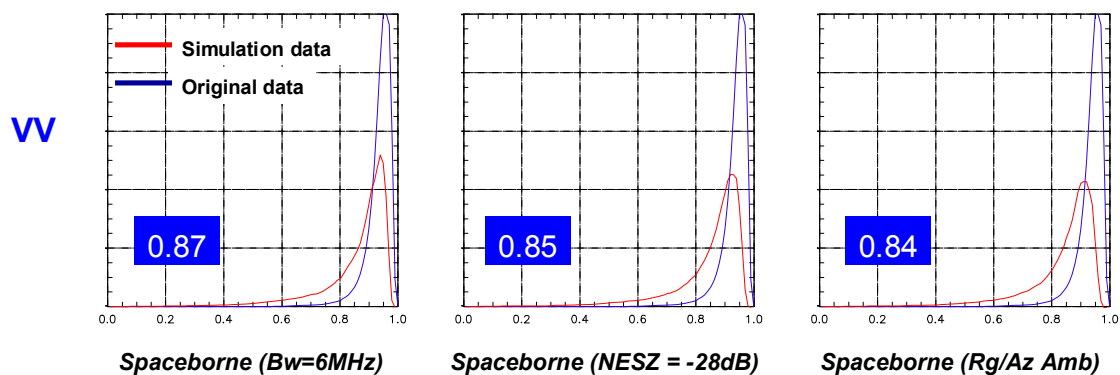 Simulation data
Original data
VV
0.87
0.85
0.84
0.0 0.2 0.4 0.6 0.8 1.0
0.0 0.2 0.4 0.6 0.8 1.0
0.0 0.2 0.4 0.6 0.8 1.0
Spaceborne (Bw=6MHz)
Spaceborne (NESZ = -28dB)
Spaceborne (Rg/Az Amb)